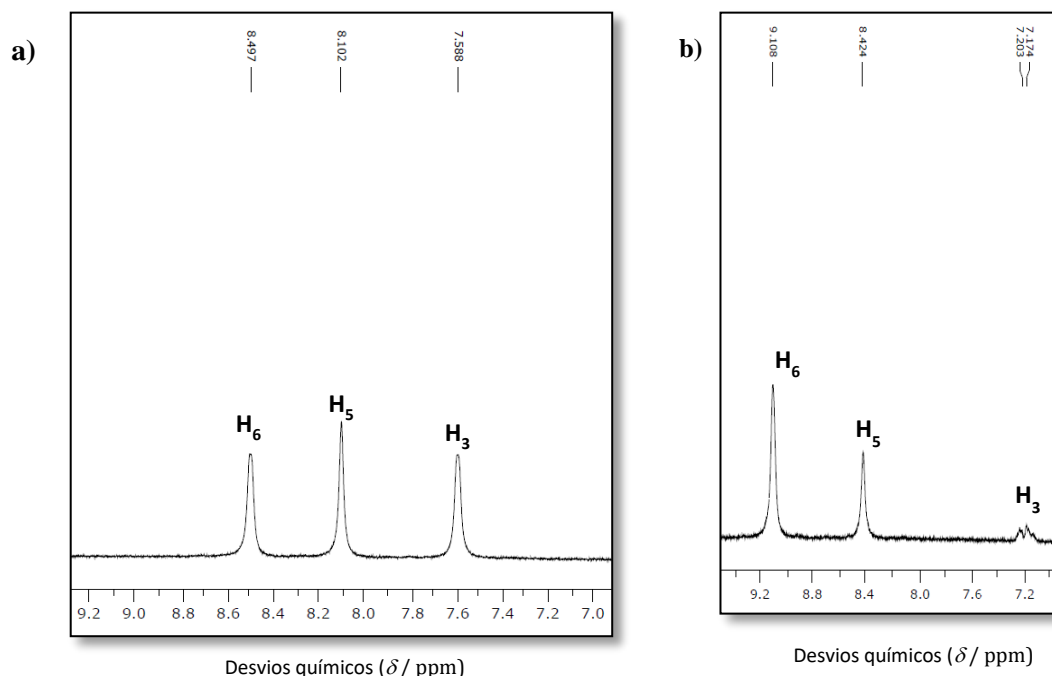 a)
8.497
8.102
7.588
H6
H5
H3
9.2 9.0 8.8 8.6 8.4 8.2 8.0 7.8 7.6 7.4 7.2 7.0
Desvios químicos (δ / ppm)
b)
9.108
8.424
7.203
7.174
H6
H5
H3
9.2 8.8 8.4 8.0 7.6 7.2
Desvios químicos (δ / ppm)